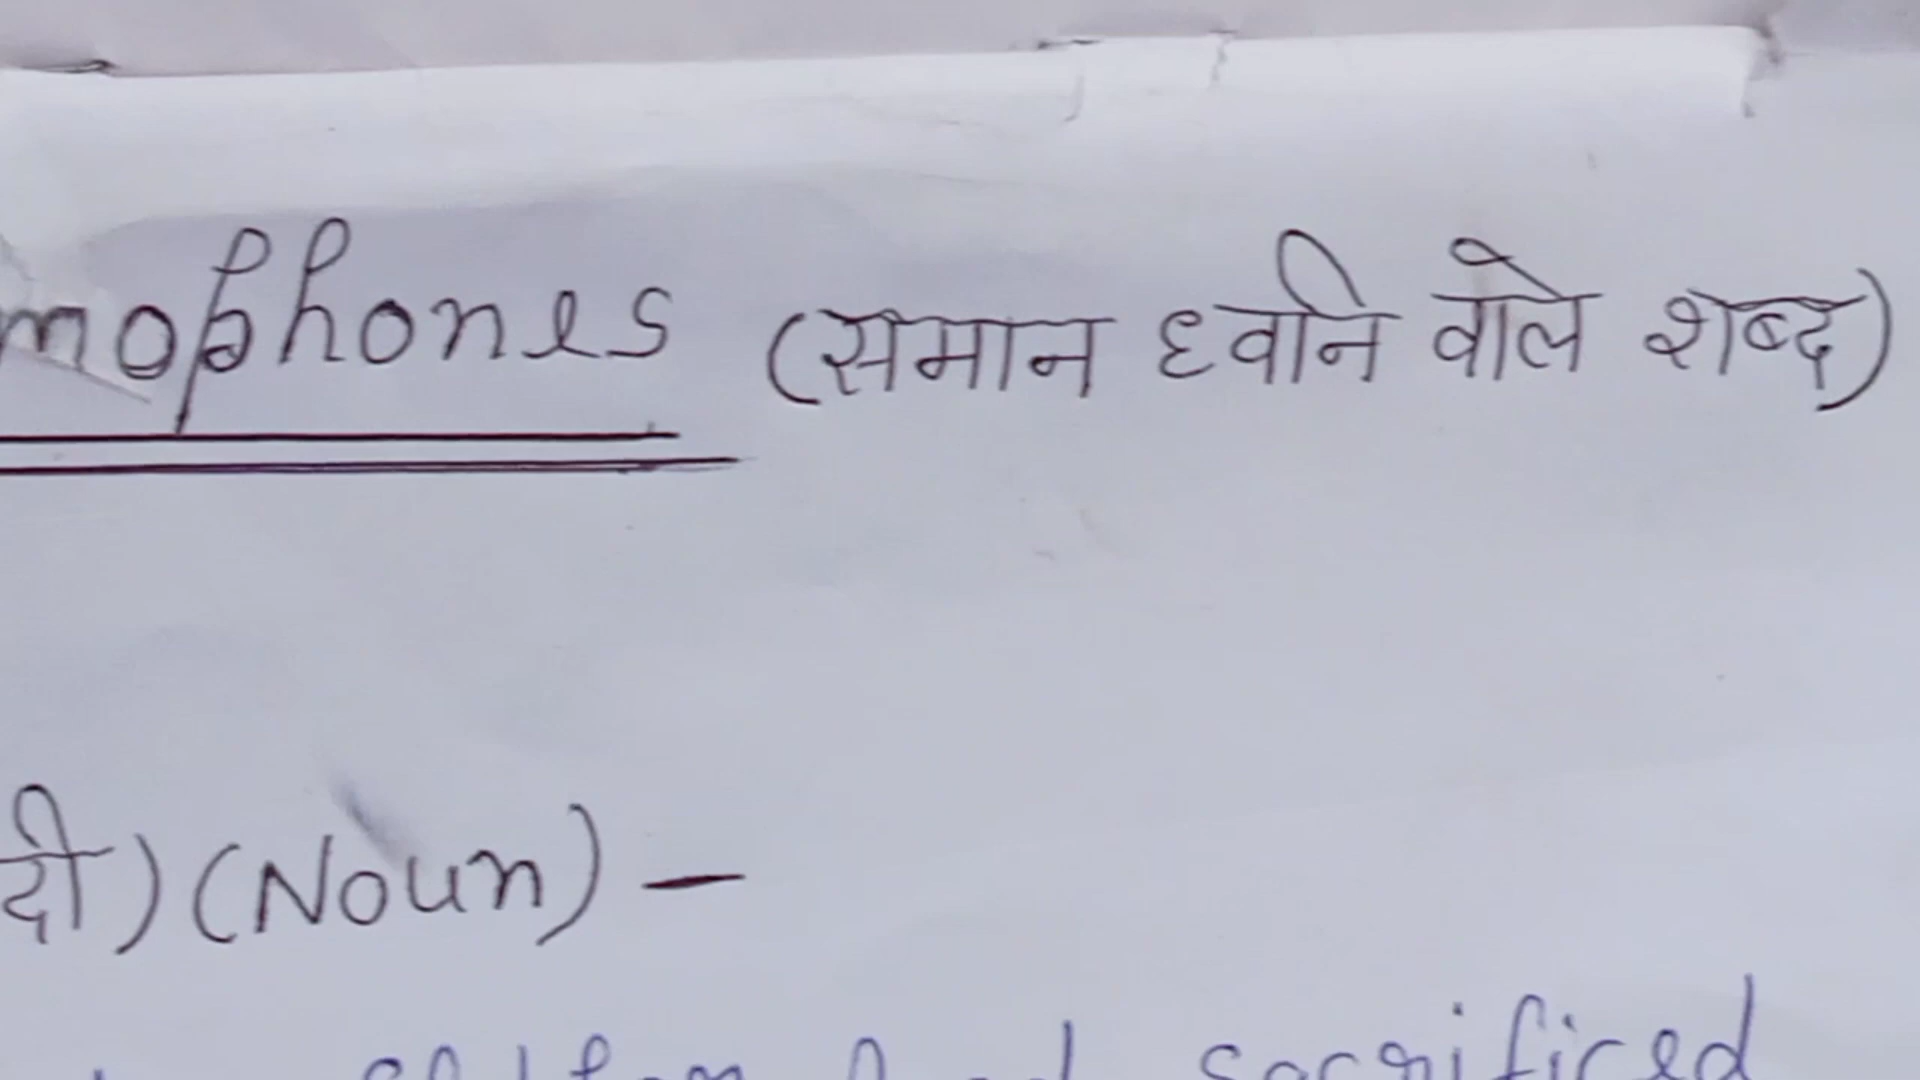 mophones (समान ध्वनि वाले शब्द)
दी) (Noun) —
sacrificed